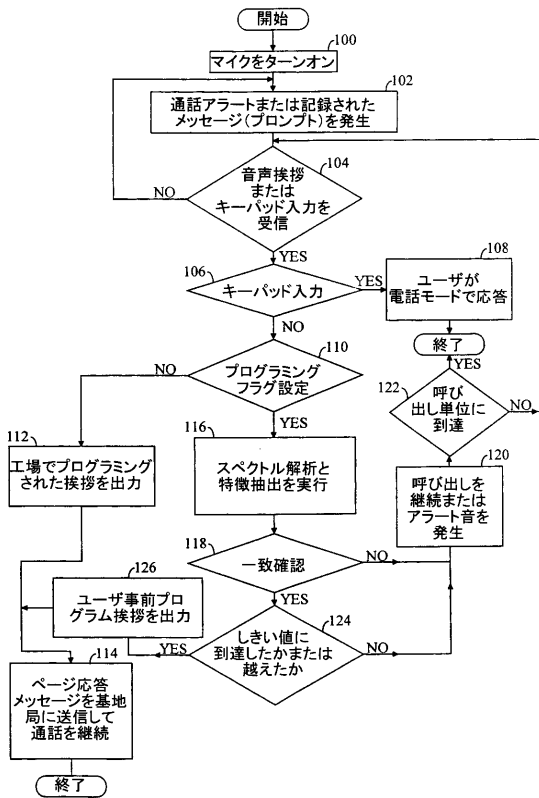 開始
100
マイクをターンオン
102
通話アラートまたは記録された
メッセージ(プロンプト)を発生
104
音声挨拶
または
キーパッド入力を
受信
NO
YES
106
キーパッド入力
YES
108
ユーザが
電話モードで応答
NO
終了
110
プログラミング
フラグ設定
NO
YES
YES
122
呼び
出し単位に
到達
NO
112
工場でプログラミング
された挨拶を出力
116
スペクトル解析と
特徴抽出を実行
120
呼び出しを
継続または
アラート音を
発生
118
一致確認
NO
YES
126
ユーザ事前プロ
グラム挨拶を出力
124
しきい値に
到達したかまたは
越えたか
YES
NO
114
ページ応答
メッセージを基地
局に送信して
通話を継続
終了